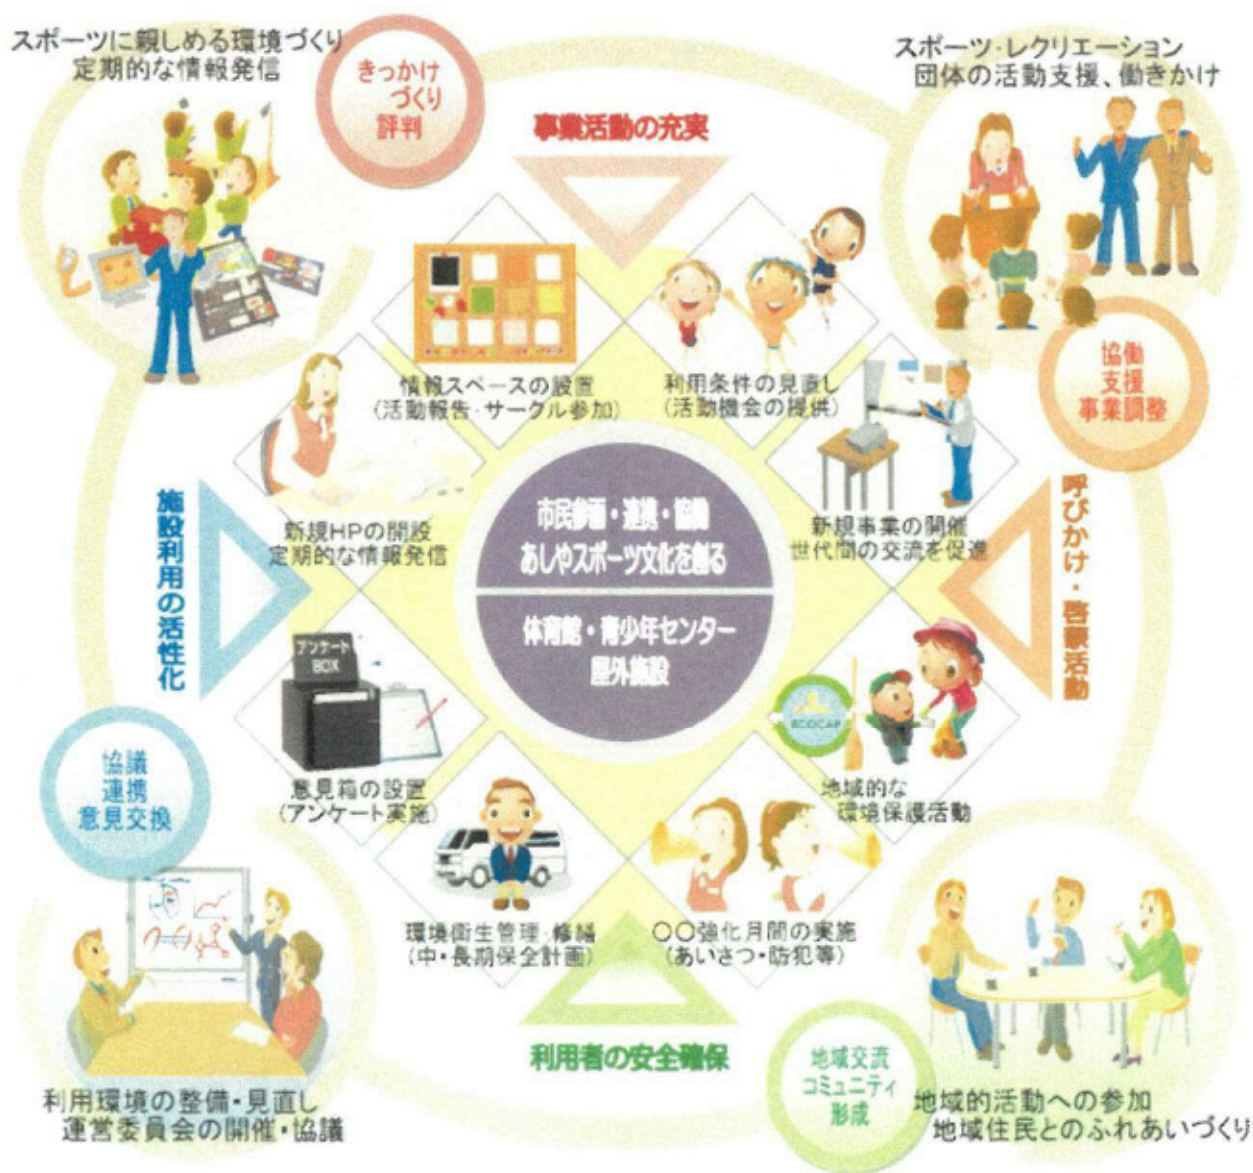 スポーツに親しめる環境づくり
定期的な情報発信
きっかけ
づくり
評判
事業活動の充実
スポーツ・レクリエーション
団体の活動支援、働きかけ
協働
支援
事業調整
情報スペースの設置
(活動報告・サークル参加)
利用条件の見直し
(活動機会の提供)
新規HPの開設
定期的な情報発信
新規事業の開催
世代間の交流を促進
施設利用の活性化
市民参画・連携・協働
あしやスポーツ文化を創る
体育館・青少年センター
屋外施設
呼びかけ・啓蒙活動
アンケート
BOX
意見箱の設置
(アンケート実施)
ECOCAP
地域的な
環境保護活動
協議
連携
意見交換
環境衛生管理・修繕
(中・長期保全計画)
〇〇強化月間の実施
(あいさつ・防犯等)
利用者の安全確保
利用環境の整備・見直し
運営委員会の開催・協議
地域交流
コミュニティ
形成
地域的活動への参加
地域住民とのふれあいづくり